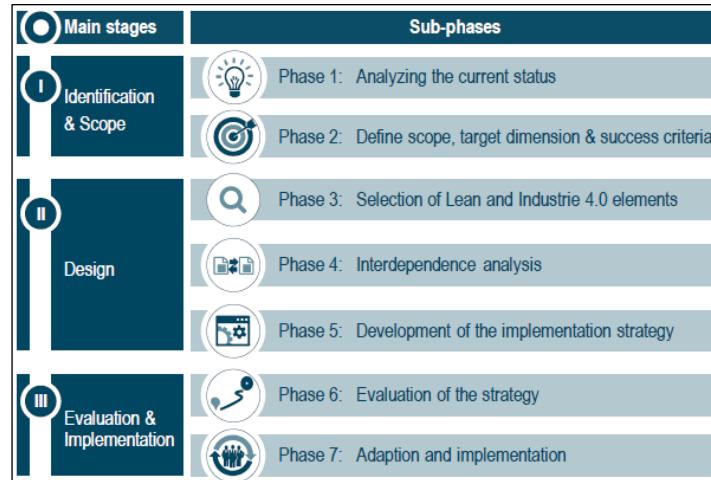 Main stages
Sub-phases
I
Identification
& Scope
Phase 1: Analyzing the current status
Phase 2: Define scope, target dimension & success criteria
II
Design
Phase 3: Selection of Lean and Industrie 4.0 elements
Phase 4: Interdependence analysis
Phase 5: Development of the implementation strategy
III
Evaluation &
Implementation
Phase 6: Evaluation of the strategy
Phase 7: Adaption and implementation